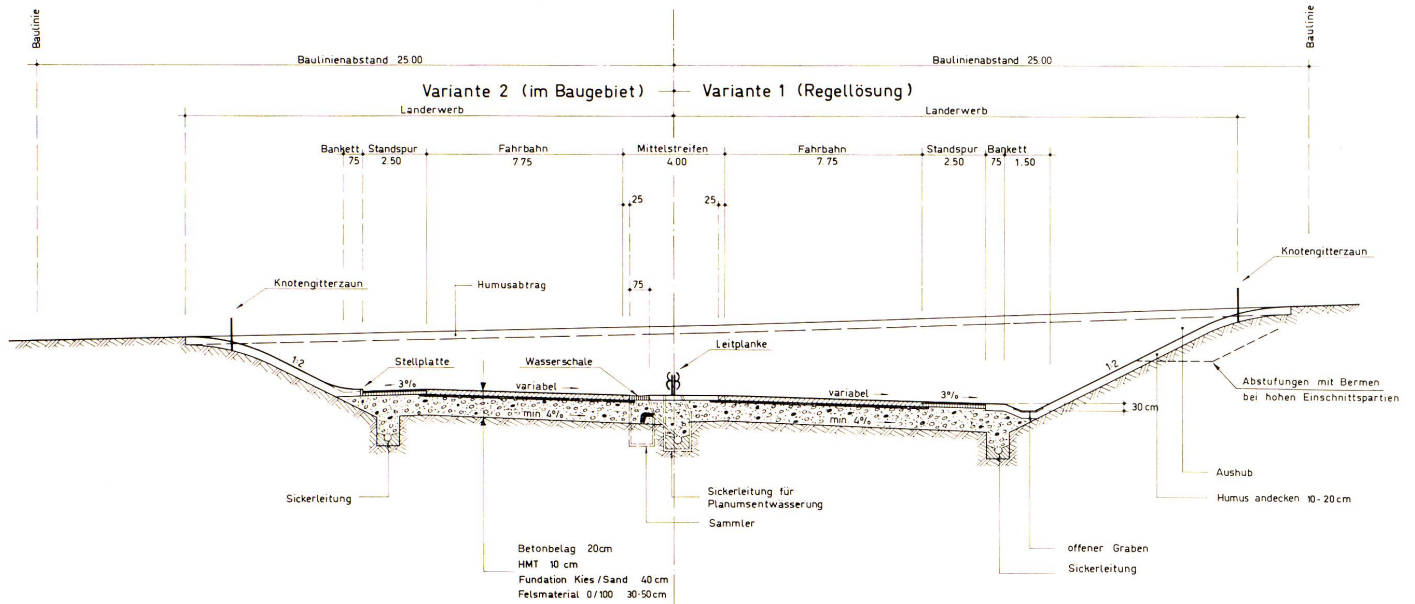 Baulinie
Baulinie
Baulinienabstand 25.00
Baulinienabstand 25.00
Variante 2 (im Baugebiet)
Variante 1 (Regellösung)
Landerwerb
Landerwerb
Bankett Standspur Fahrbahn Mittelstreifen Fahrbahn Standspur Bankett
75 2.50 7.75 4.00 7.75 2.50 75 1.50
25 25
Knotengitterzaun
Knotengitterzaun
Humusabtrag
75
Leitplanke
1:2
Stellplatte
Wasserschale
1:2
3%
variabel
variabel
3%
Abstufungen mit Bermen
bei hohen Einschnittspartien
30 cm
min. 4%
min. 4%
Aushub
Sickerleitung
Sickerleitung für
Planumsentwässerung
Humus andecken 10-20cm
Sammler
Betonbelag 20cm
HMT 10 cm
Fundation Kies / Sand 40 cm
Felsmaterial 0/100 30-50cm
offener Graben
Sickerleitung